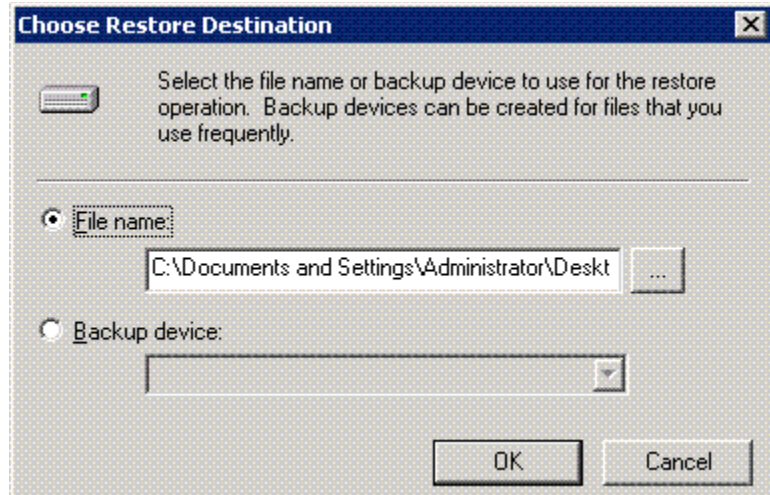 Choose Restore Destination
Select the file name or backup device to use for the restore
operation. Backup devices can be created for files that you
use frequently.
File name:
C:\Documents and Settings\Administrator\Deskt
...
Backup device:
OK
Cancel